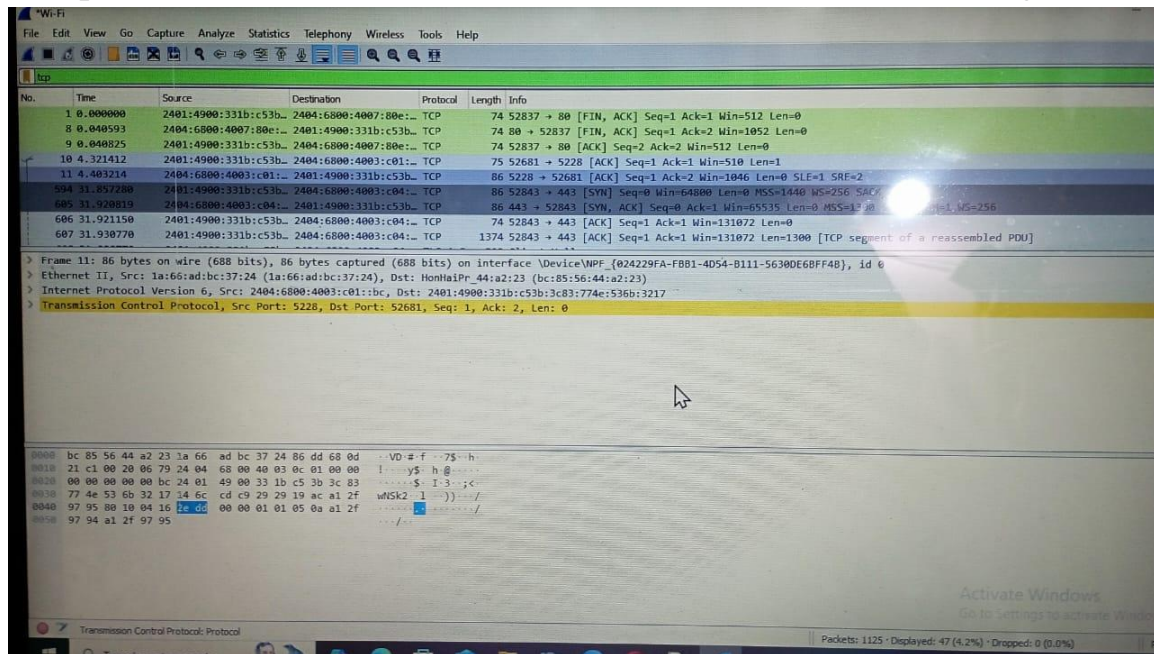 *Wi-Fi
File Edit View Go Capture Analyze Statistics Telephony Wireless Tools Help
tcp
No. Time Source Destination Protocol Length Info
1 0.000000 2401:4900:331b:c53b… 2404:6800:4007:80e:… TCP 74 52837 → 80 [FIN, ACK] Seq=1 Ack=1 Win=512 Len=0
8 0.040593 2404:6800:4007:80e:… 2401:4900:331b:c53b… TCP 74 80 → 52837 [FIN, ACK] Seq=1 Ack=2 Win=1052 Len=0
9 0.040825 2401:4900:331b:c53b… 2404:6800:4007:80e:… TCP 74 52837 → 80 [ACK] Seq=2 Ack=2 Win=512 Len=0
10 4.321412 2401:4900:331b:c53b… 2404:6800:4003:c01:… TCP 75 52681 → 5228 [ACK] Seq=1 Ack=1 Win=510 Len=1
11 4.403214 2404:6800:4003:c01:… 2401:4900:331b:c53b… TCP 86 5228 → 52681 [ACK] Seq=1 Ack=2 Win=1046 Len=0 SLE=1 SRE=2
594 31.857280 2401:4900:331b:c53b… 2404:6800:4003:c04:… TCP 86 52843 → 443 [SYN] Seq=0 Win=64800 Len=0 MSS=1440 WS=256
605 31.920819 2404:6800:4003:c04:… 2401:4900:331b:c53b… TCP 86 443 → 52843 [SYN, ACK] Seq=0 Ack=1 Win=65535 Len=0 WS=256
606 31.921150 2401:4900:331b:c53b… 2404:6800:4003:c04:… TCP 74 52843 → 443 [ACK] Seq=1 Ack=1 Win=131072 Len=0
607 31.930770 2401:4900:331b:c53b… 2404:6800:4003:c04:… TCP 1374 52843 → 443 [ACK] Seq=1 Ack=1 Win=131072 Len=1300 [TCP segment of a reassembled PDU]
Frame 11: 86 bytes on wire (688 bits), 86 bytes captured (688 bits) on interface \Device\NPF_{024229FA-FBB1-4D54-B111-5630DE6BFF4B}, id 0
Ethernet II, Src: 1a:66:ad:bc:37:24 (1a:66:ad:bc:37:24), Dst: HonHaiPr_44:a2:23 (bc:85:56:44:a2:23)
Internet Protocol Version 6, Src: 2404:6800:4003:c01::bc, Dst: 2401:4900:331b:c53b:3c83:774e:536b:3217
Transmission Control Protocol, Src Port: 5228, Dst Port: 52681, Seq: 1, Ack: 2, Len: 0
0000 bc 85 56 44 a2 23 1a 66 ad bc 37 24 86 dd 68 0d ··VD·#·f ··7$··h·
0010 21 c1 00 20 06 79 24 04 68 00 40 03 0c 01 00 00 !·· ·y$· h·@·····
0020 00 00 00 00 00 bc 24 01 49 00 33 1b c5 3b 3c 83 ······$· I·3··;<·
0030 77 4e 53 6b 32 17 14 6c cd c9 29 29 19 ac a1 2f wNSk2··l ··))···/
0040 97 95 80 10 04 16 2e dd 00 00 01 01 05 0a a1 2f ······.· ·······/
0050 97 94 a1 2f 97 95 ···/··
Activate Windows
Go to Settings to activate
Transmission Control Protocol: Protocol
Packets: 1125 · Displayed: 47 (4.2%) · Dropped: 0 (0.0%)